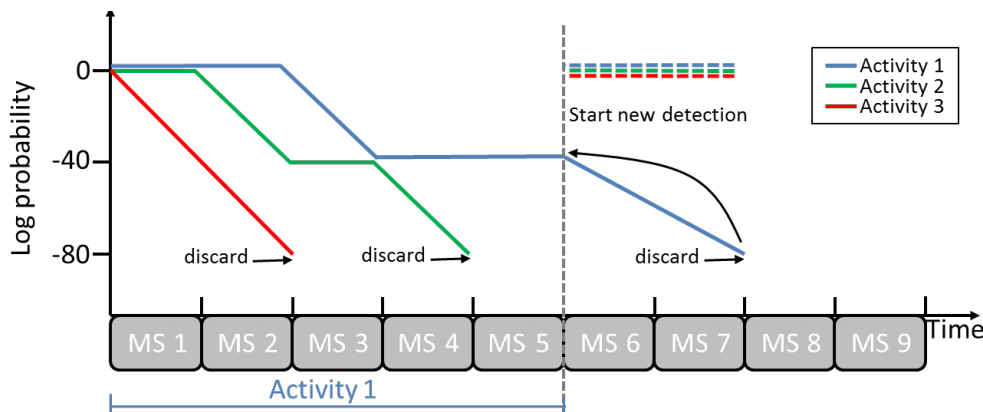 Log probability
0
-40
-80
Activity 1
Activity 2
Activity 3
Start new detection
discard
discard
discard
MS 1
MS 2
MS 3
MS 4
MS 5
MS 6
MS 7
MS 8
MS 9
Time
Activity 1